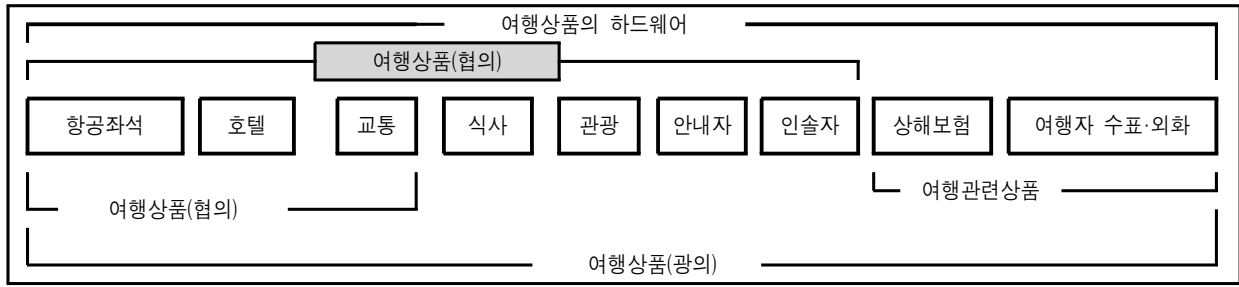 여행상품의 하드웨어
여행상품(협의)
항공좌석 호텔 교통 식사 관광 안내자 인솔자 상해보험 여행자 수표·외화
여행관련상품
여행상품(협의)
여행상품(광의)